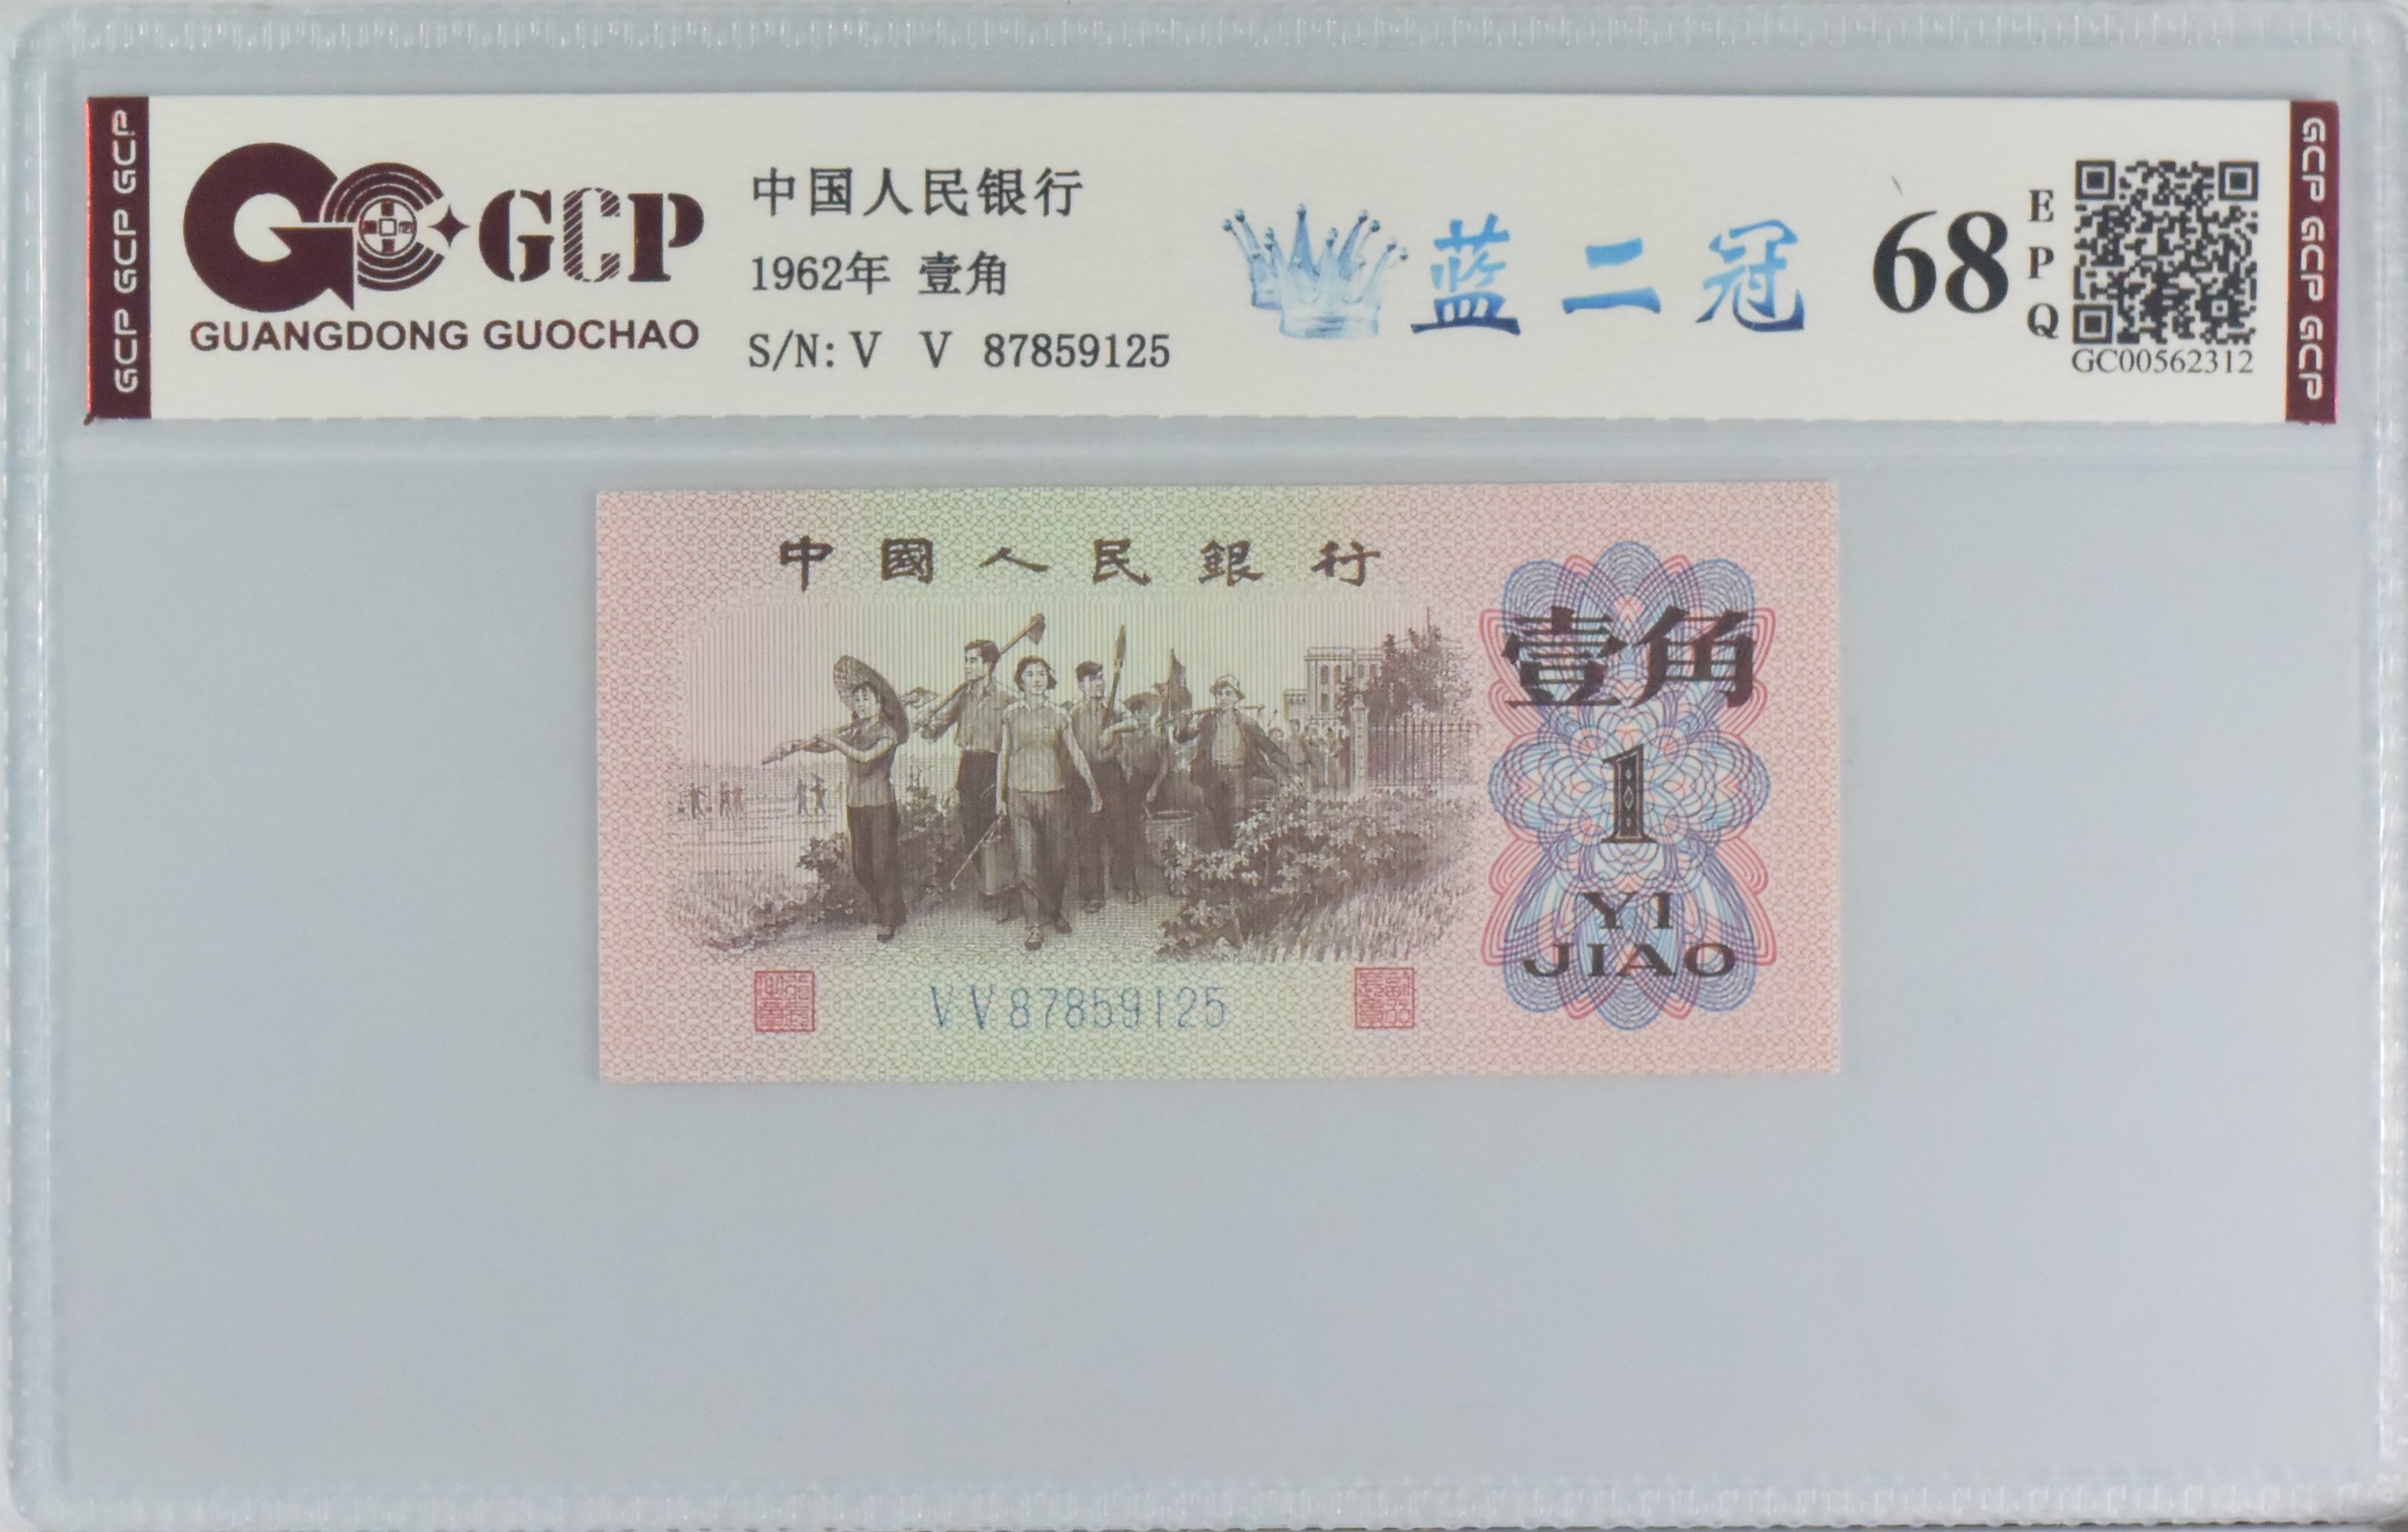 GCP GCP GCP
GCP
GUANGDONG GUOCHAO
中国人民银行
1962年 壹角
S/N: V V 87859125
蓝二冠
68
EPQ
GC00562312
GCP GCP GCP
中國人民銀行
壹角
1
YI
JIAO
VV87859125